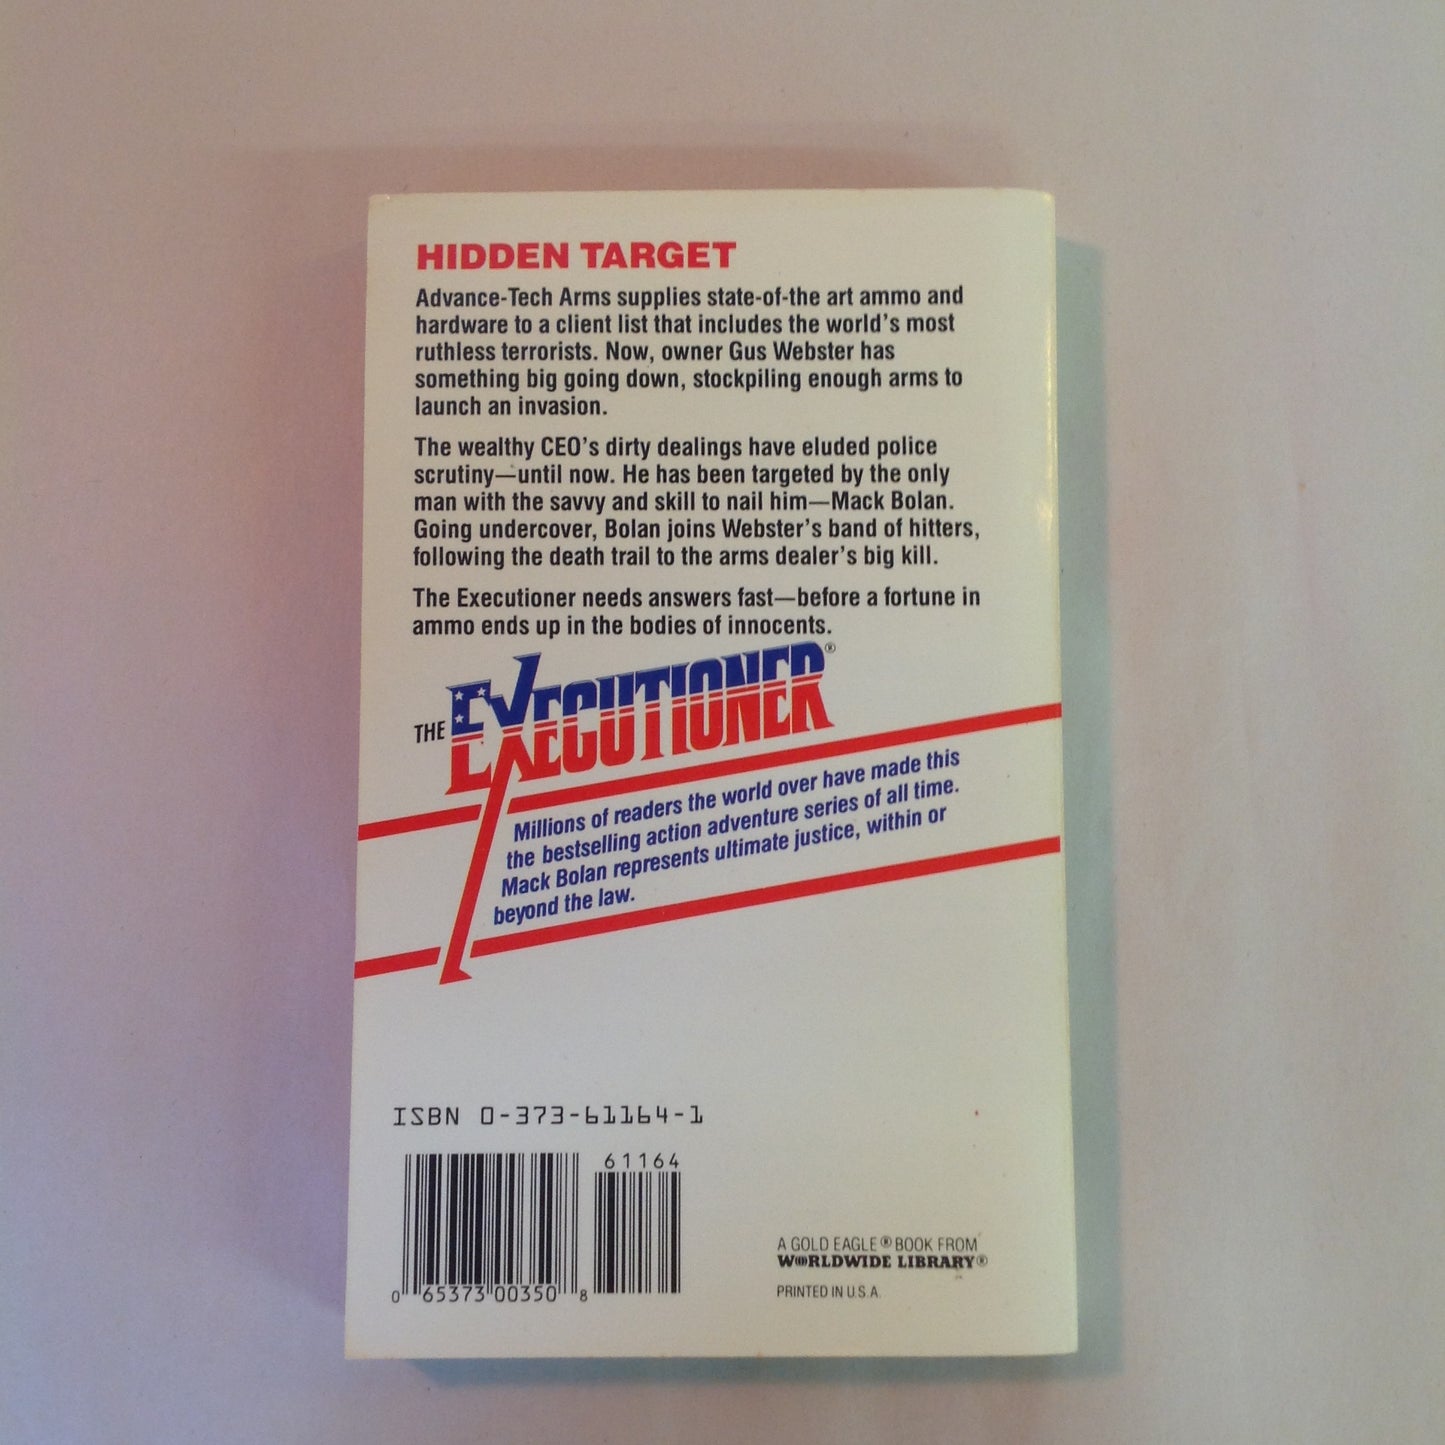 HIDDEN TARGET
Advance-Tech Arms supplies state-of-the art ammo and
hardware to a client list that includes the world's most
ruthless terrorists. Now, owner Gus Webster has
something big going down, stockpiling enough arms to
launch an invasion.
The wealthy CEO's dirty dealings have eluded police
scrutiny—until now. He has been targeted by the only
man with the savvy and skill to nail him—Mack Bolan.
Going undercover, Bolan joins Webster's band of hitters,
following the death trail to the arms dealer's big kill.
The Executioner needs answers fast—before a fortune in
ammo ends up in the bodies of innocents.
THE EXECUTIONER®
Millions of readers the world over have made this
the bestselling action adventure series of all time.
Mack Bolan represents ultimate justice, within or
beyond the law.
ISBN 0-373-61164-1
61164
0 65373 00350 8
A GOLD EAGLE® BOOK FROM
WORLDWIDE LIBRARY®
PRINTED IN U.S.A.